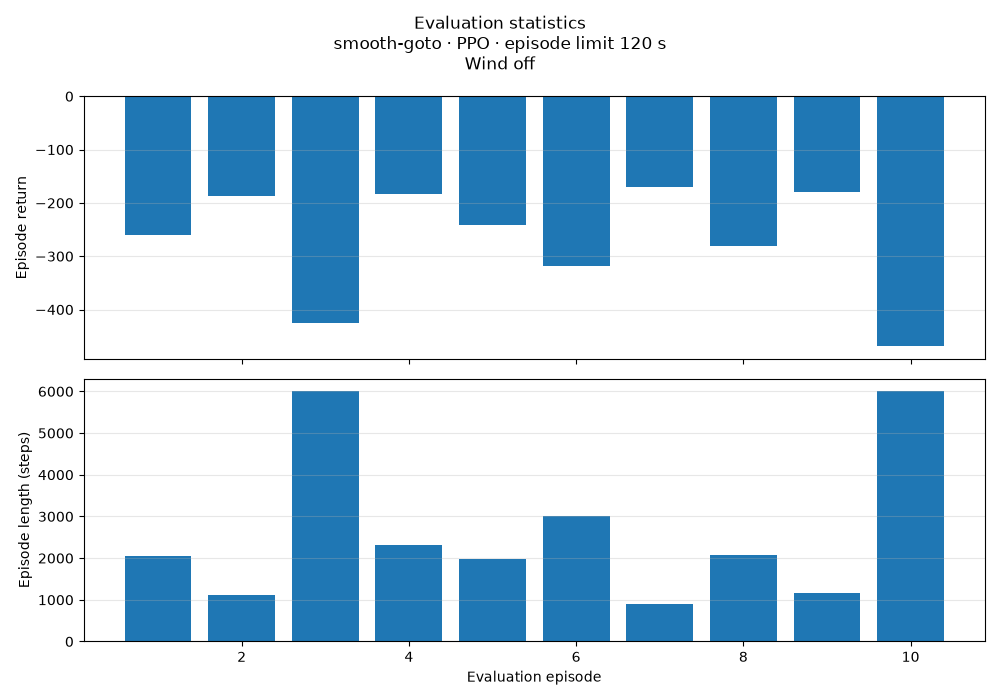 Evaluation statistics
smooth-goto · PPO · episode limit 120 s
Wind off
0
−100
−200
−300
−400
Episode return
6000
5000
4000
3000
2000
1000
0
Episode length (steps)
2 4 6 8 10
Evaluation episode